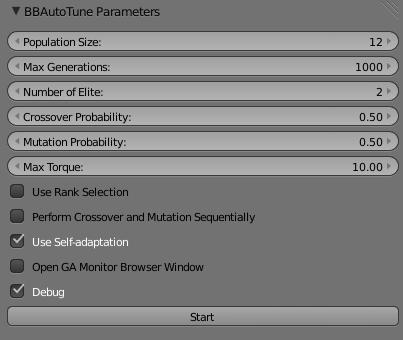 BBAutoTune Parameters
Population Size: 12
Max Generations: 1000
Number of Elite: 2
Crossover Probability: 0.50
Mutation Probability: 0.50
Max Torque: 10.00
Use Rank Selection
Perform Crossover and Mutation Sequentially
Use Self-adaptation
Open GA Monitor Browser Window
Debug
Start